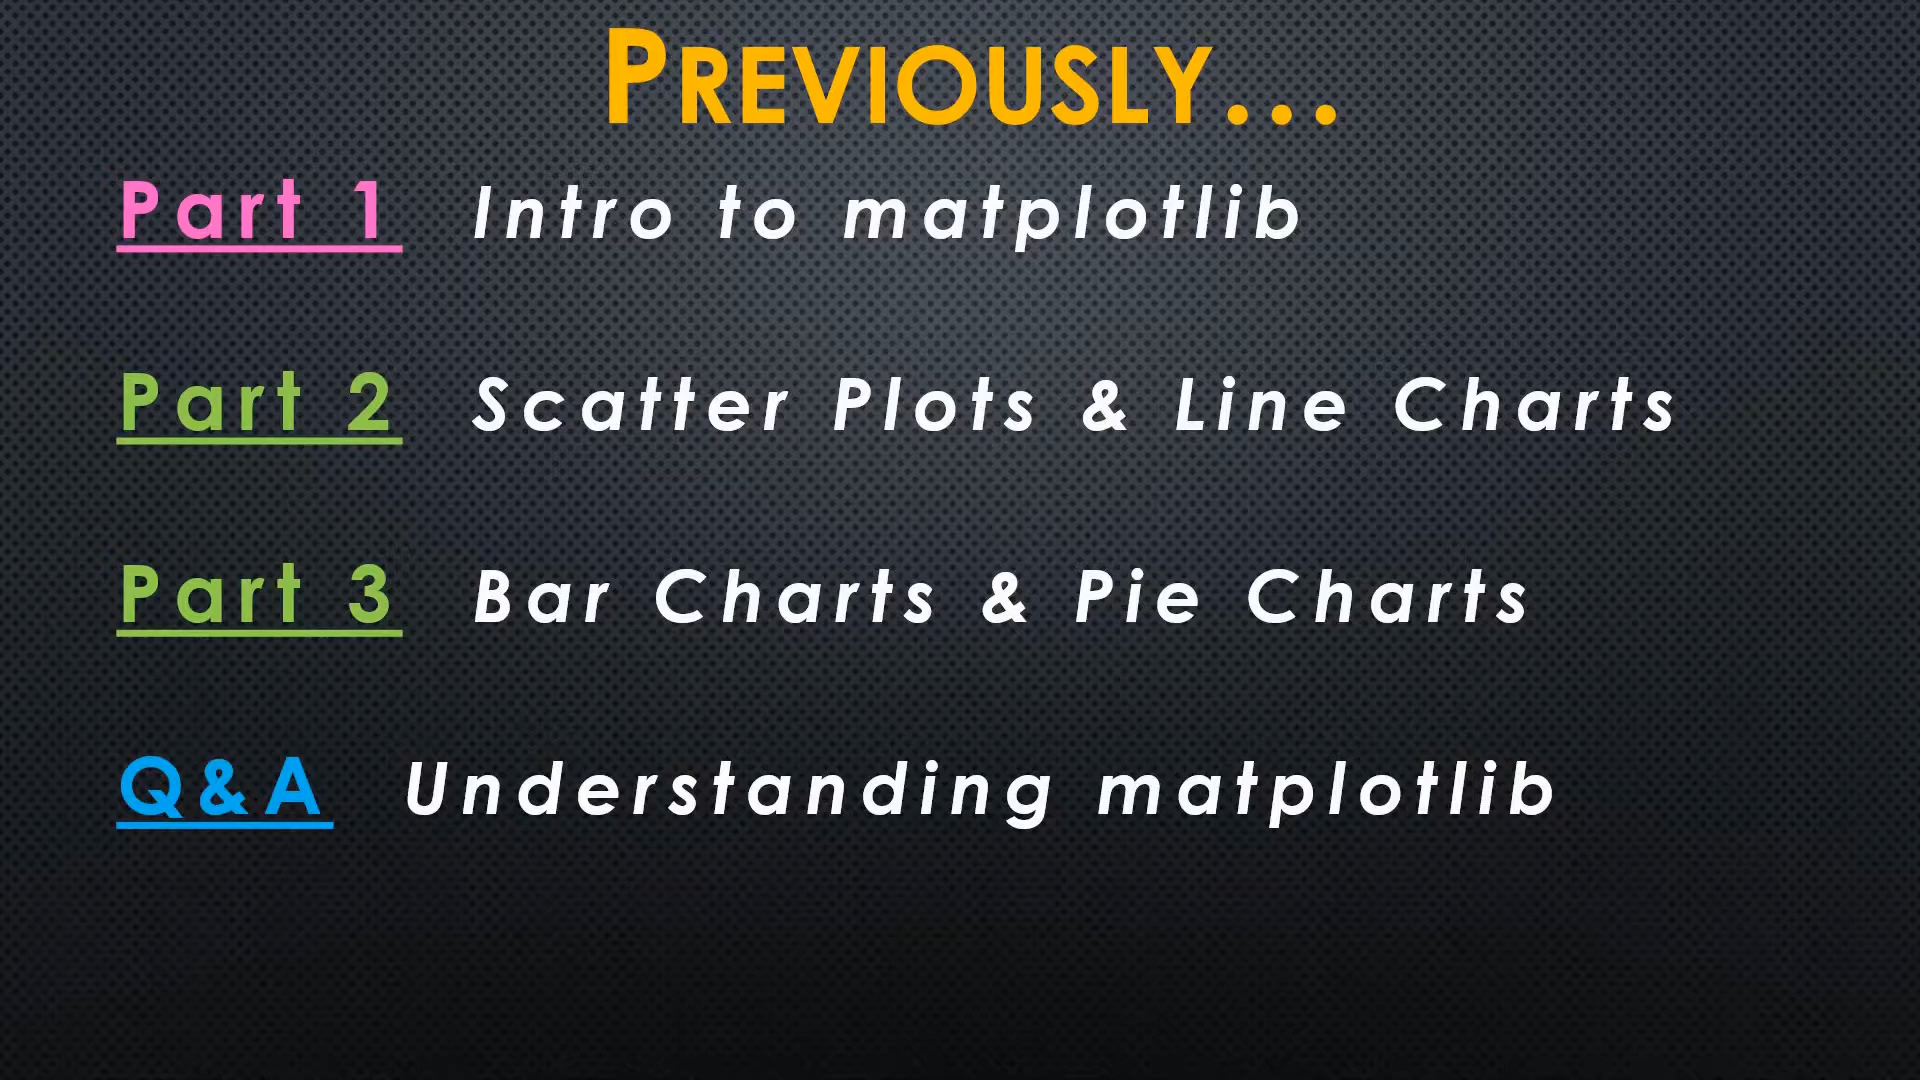 PREVIOUSLY...
Part 1 Intro to matplotlib
Part 2 Scatter Plots & Line Charts
Part 3 Bar Charts & Pie Charts
Q&A Understanding matplotlib